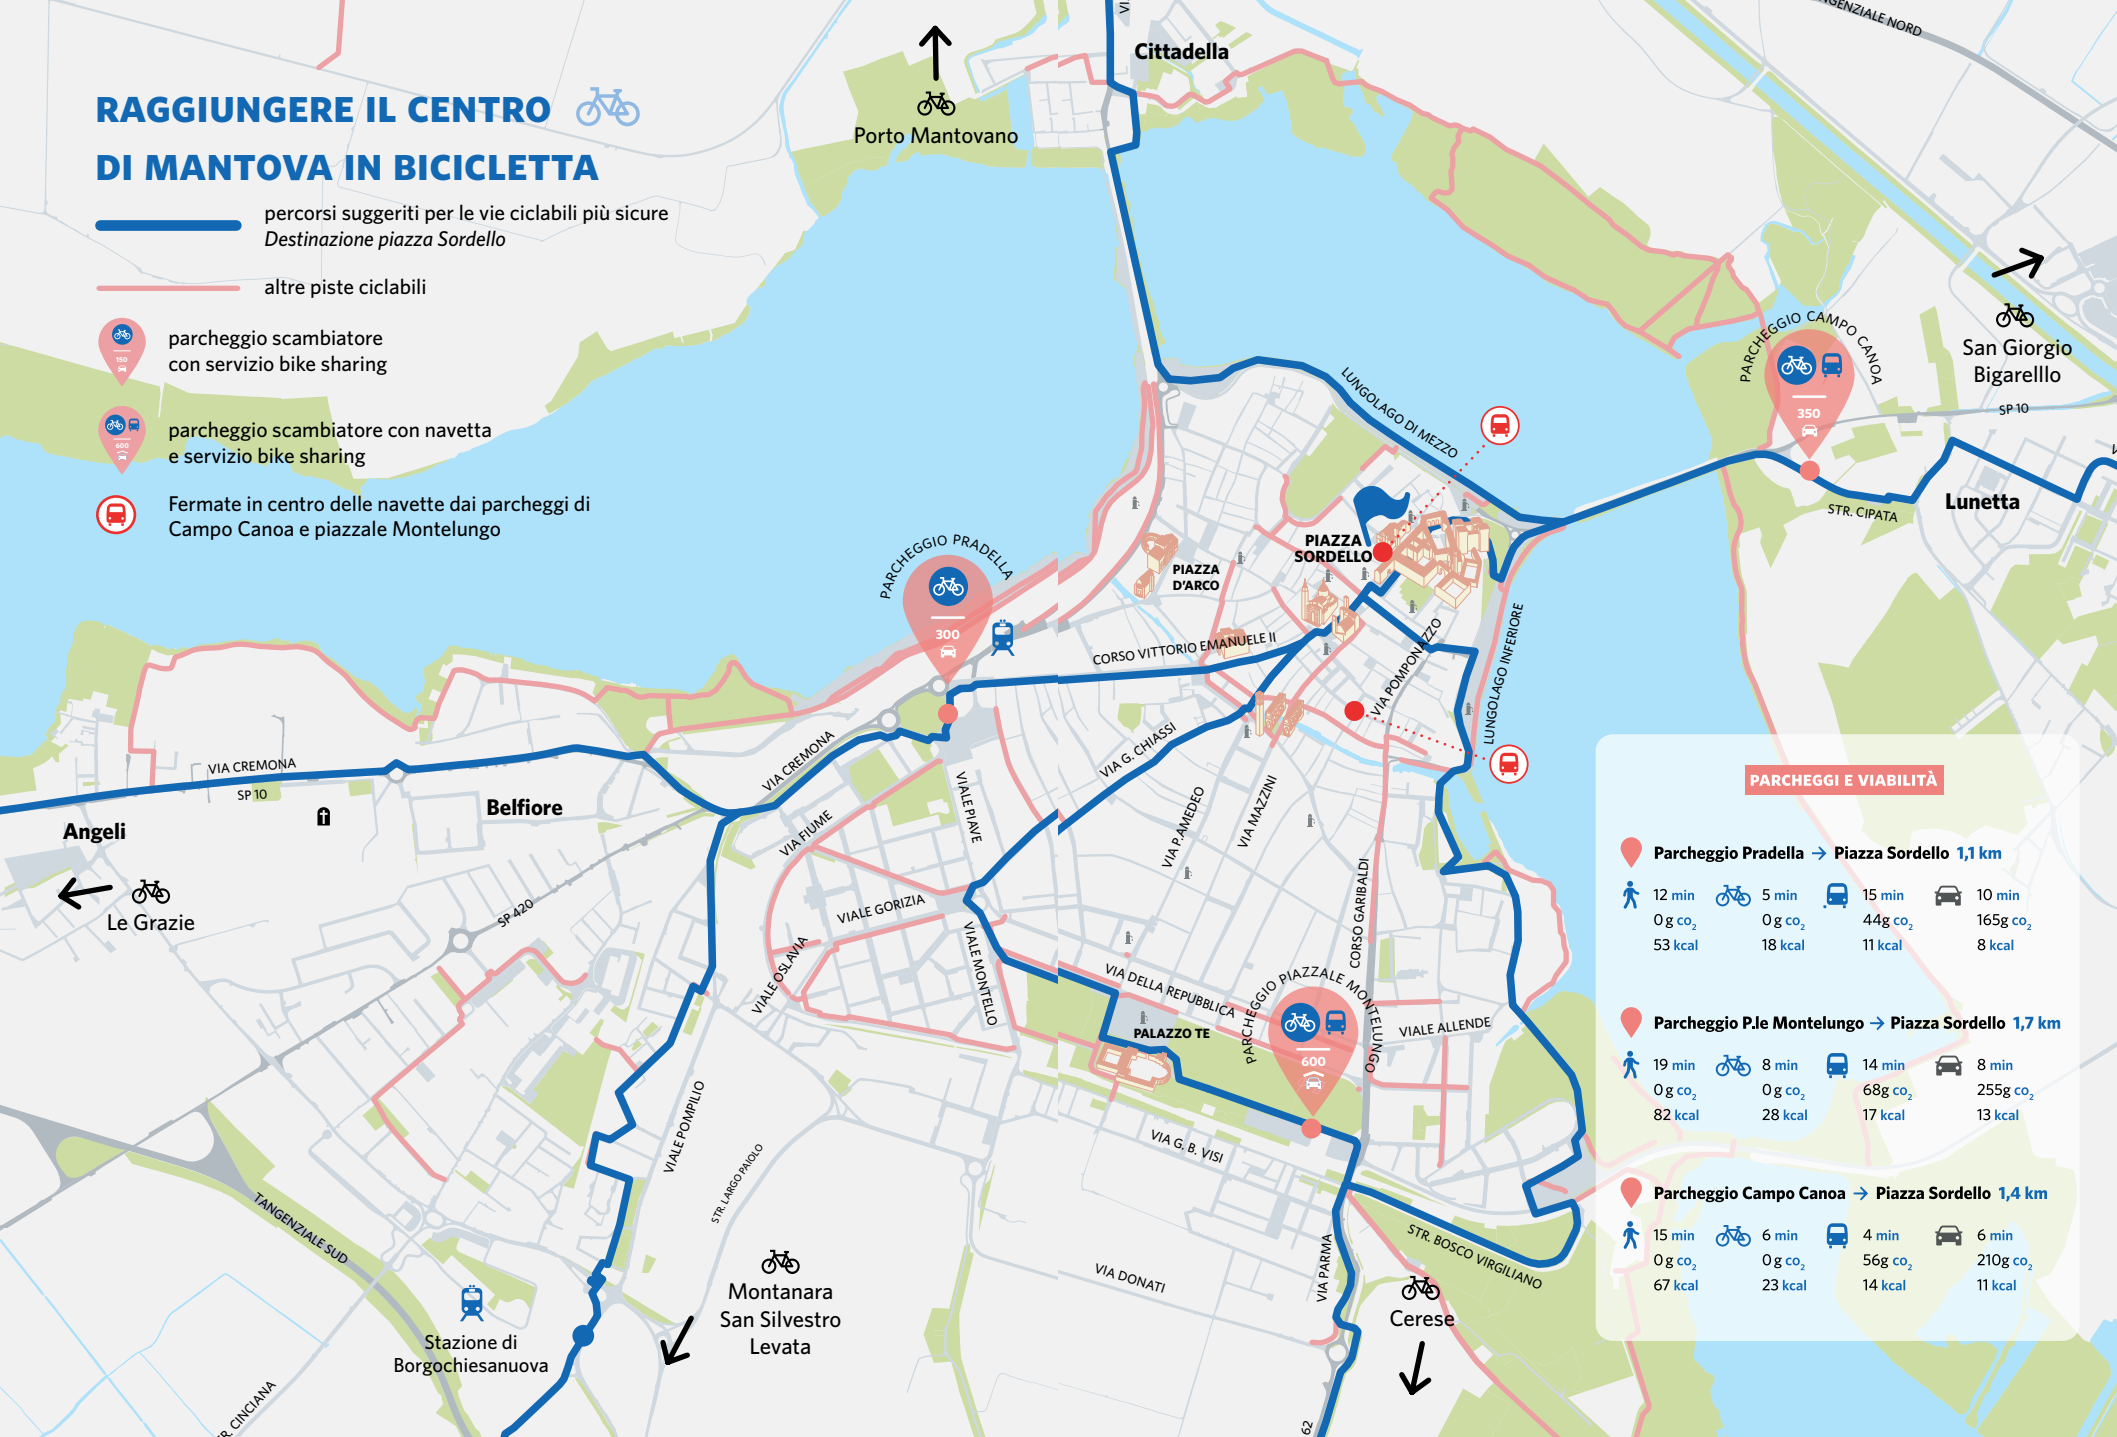 RAGGIUNGERE IL CENTRO
DI MANTOVA IN BICICLETTA
percorsi suggeriti per le vie ciclabili più sicure
Destinazione piazza Sordello
altre piste ciclabili
150
parcheggio scambiatore
con servizio bike sharing
600
parcheggio scambiatore con navetta
e servizio bike sharing
Fermate in centro delle navette dai parcheggi di
Campo Canoa e piazzale Montelungo
Porto Mantovano
Cittadella
San Giorgio
Bigarelllo
SP 10
PARCHEGGIO CAMPO CANOA
350
Lunetta
STR. CIPATA
LUNGOLAGO DI MEZZO
PIAZZA
SORDELLO
PIAZZA
D'ARCO
PARCHEGGIO PRADELLA
300
CORSO VITTORIO EMANUELE II
VIA POMPONAZZO
LUNGOLAGO INFERIORE
VIA G. CHIASSI
VIA CREMONA
SP 10
VIA CREMONA
Belfiore
Angeli
Le Grazie
SP 420
VIA FIUME
VIALE PIAVE
VIALE GORIZIA
VIALE OSLAVIA
VIALE MONTELLO
VIA P. AMEDEO
VIA MAZZINI
CORSO GARIBALDI
VIA DELLA REPUBBLICA
PALAZZO TE
PARCHEGGIO PIAZZALE MONTELUNGO
600
VIALE ALLENDE
VIA G. B. VISI
VIALE POMPILIO
STR. LARGO PAIOLO
TANGENZIALE SUD
Stazione di
Borgochiesanuova
Montanara
San Silvestro
Levata
VIA DONATI
VIA PARMA
STR. BOSCO VIRGILIANO
Cerese
62
R. CINCIANA
NGENZIALE NORD
VI
PARCHEGGI E VIABILITÀ
Parcheggio Pradella → Piazza Sordello 1,1 km
12 min 5 min 15 min 10 min
0 g co2 0 g co2 44g co2 165g co2
53 kcal 18 kcal 11 kcal 8 kcal
Parcheggio P.le Montelungo → Piazza Sordello 1,7 km
19 min 8 min 14 min 8 min
0 g co2 0 g co2 68g co2 255g co2
82 kcal 28 kcal 17 kcal 13 kcal
Parcheggio Campo Canoa → Piazza Sordello 1,4 km
15 min 6 min 4 min 6 min
0 g co2 0 g co2 56g co2 210g co2
67 kcal 23 kcal 14 kcal 11 kcal